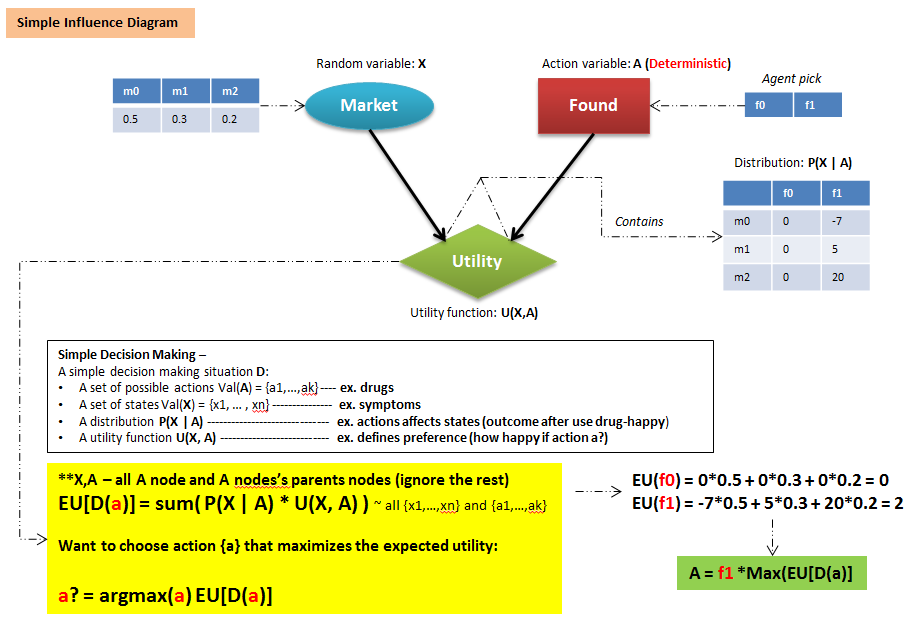 Simple Influence Diagram
Random variable: X
Action variable: A (Deterministic)
Agent pick
m0 m1 m2
0.5 0.3 0.2
Market
Found
f0 f1
Distribution: P(X | A)
f0 f1
m0 0 -7
m1 0 5
m2 0 20
Contains
Utility
Utility function: U(X,A)
Simple Decision Making –
A simple decision making situation D:
• A set of possible actions Val(A) = {a1,...,ak} ---- ex. drugs
• A set of states Val(X) = {x1, ... , xn} --------------- ex. symptoms
• A distribution P(X | A) ---------------------------- ex. actions affects states (outcome after use drug-happy)
• A utility function U(X, A) ------------------------- ex. defines preference (how happy if action a?)
**X,A – all A node and A nodes's parents nodes (ignore the rest)
EU[D(a)] = sum( P(X | A) * U(X, A) ) ~ all {x1,...,xn} and {a1,...,ak}
Want to choose action {a} that maximizes the expected utility:
a? = argmax(a) EU[D(a)]
EU(f0) = 0*0.5 + 0*0.3 + 0*0.2 = 0
EU(f1) = -7*0.5 + 5*0.3 + 20*0.2 = 2
A = f1 *Max(EU[D(a)]